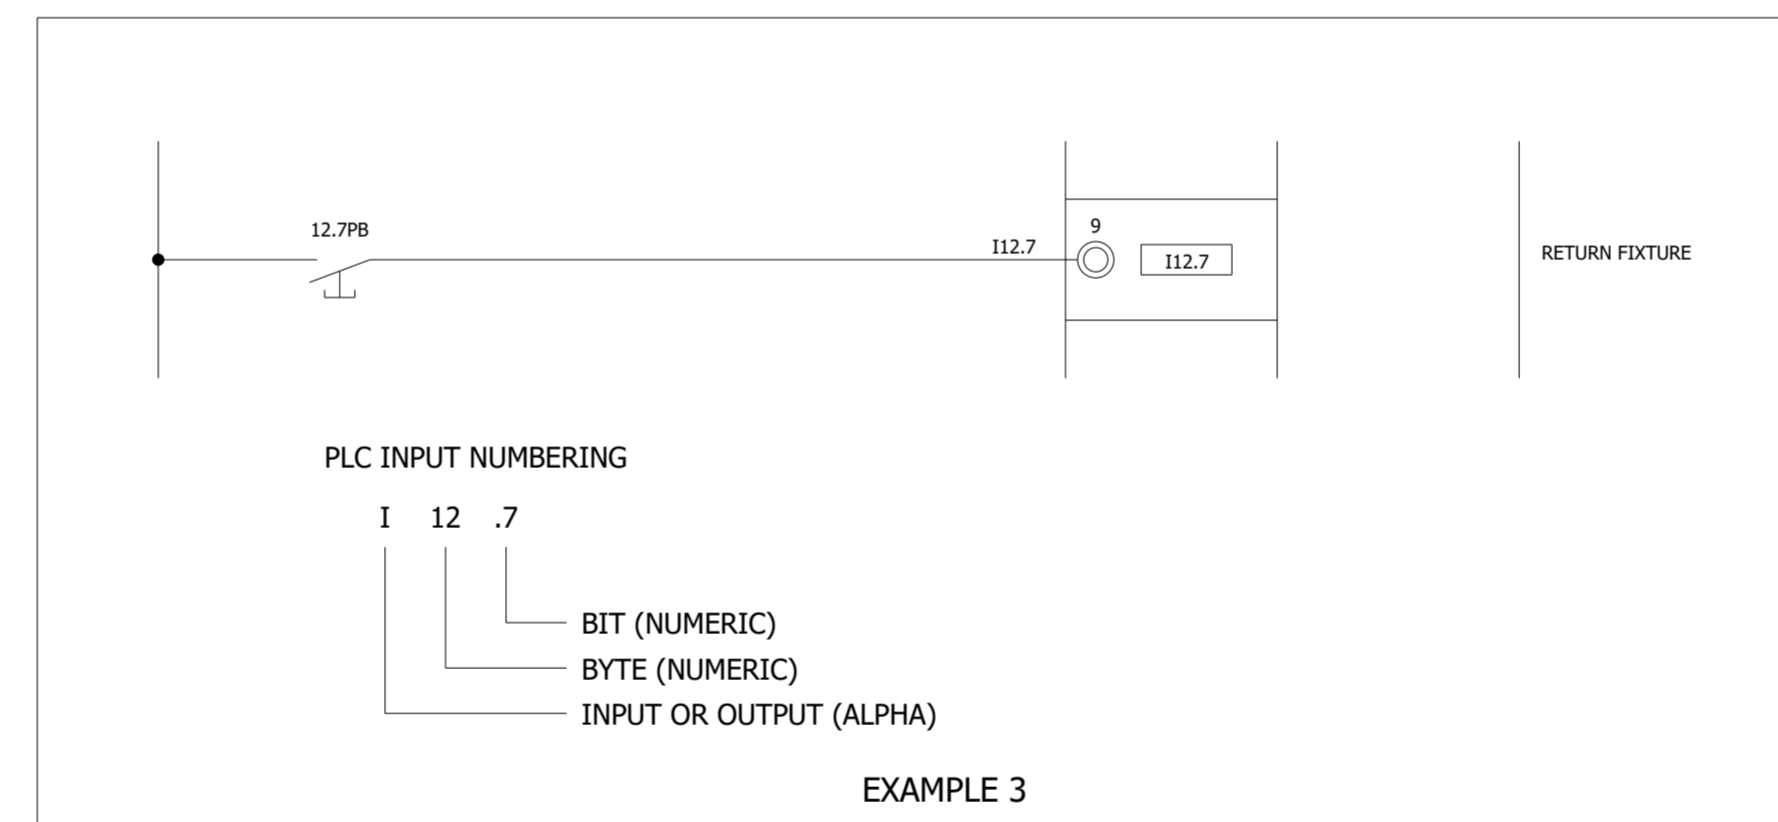 12.7PB
I12.7
9
I12.7
RETURN FIXTURE
PLC INPUT NUMBERING
I 12 .7
BIT (NUMERIC)
BYTE (NUMERIC)
INPUT OR OUTPUT (ALPHA)
EXAMPLE 3